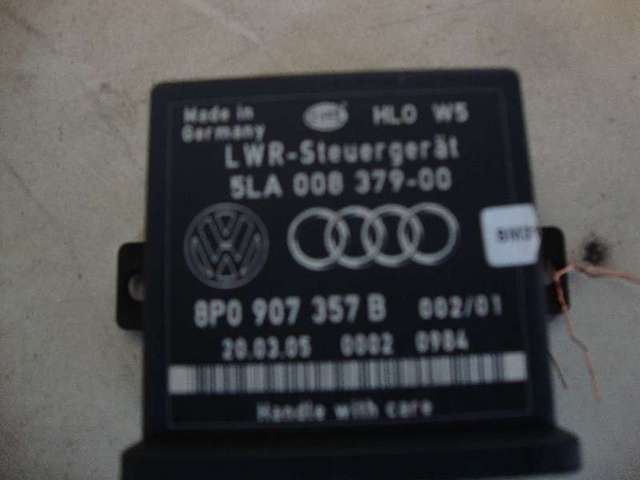 Made in
Germany
HLO W5
LWR-Steuergerät
5LA 008 379-00
8P0 907 357 B 002/01
20.03.05 0002 0984
Handle with care